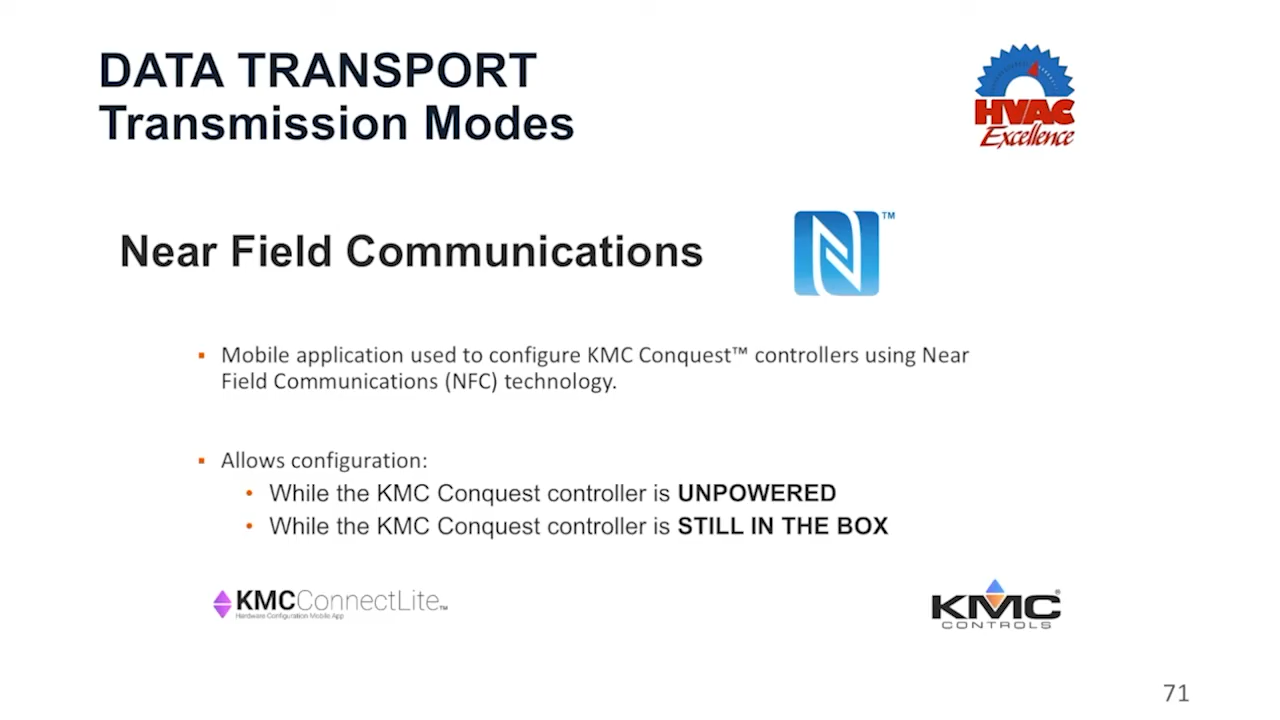 DATA TRANSPORT
Transmission Modes
HVAC
Excellence
Near Field Communications
™
▪ Mobile application used to configure KMC Conquest™ controllers using Near
Field Communications (NFC) technology.
▪ Allows configuration:
• While the KMC Conquest controller is UNPOWERED
• While the KMC Conquest controller is STILL IN THE BOX
KMCConnectLite™
Hardware Configuration Mobile App
KMC®
CONTROLS
71